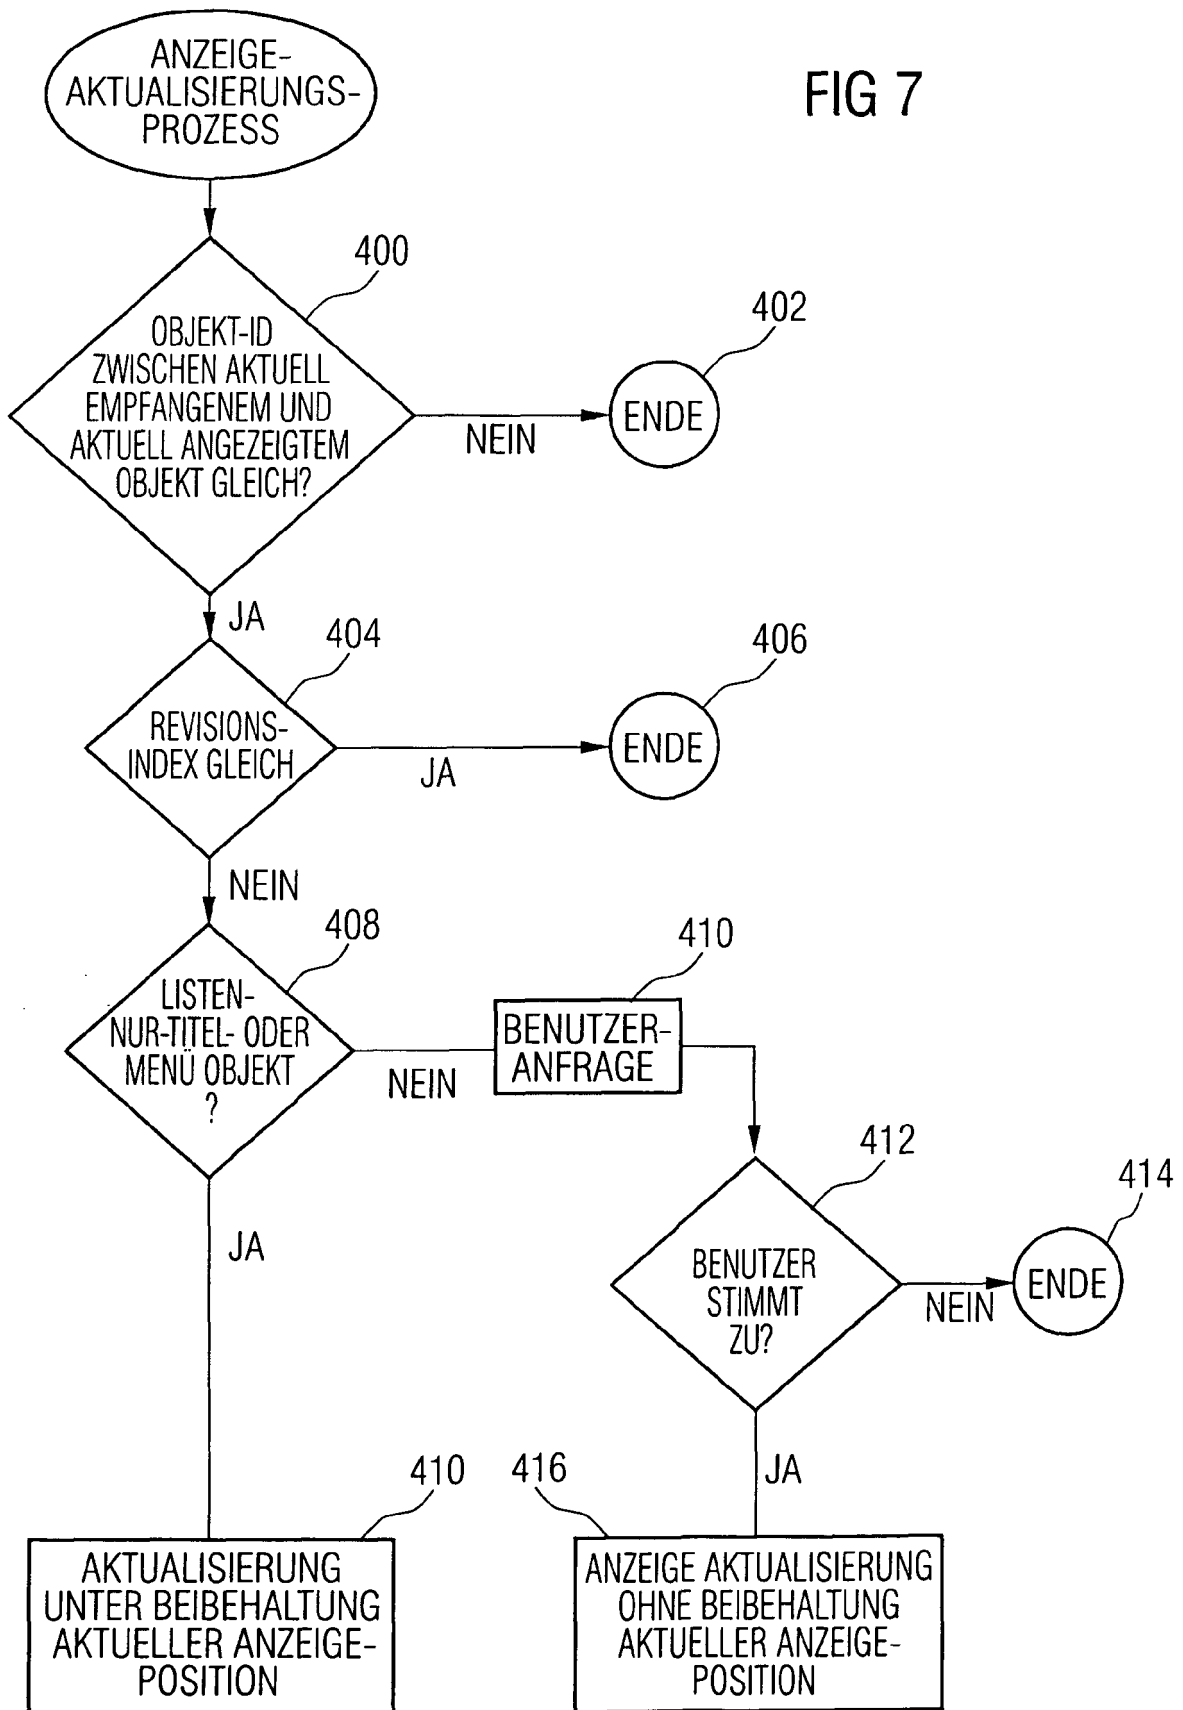 ANZEIGE-
AKTUALISIERUNGS-
PROZESS
FIG 7
400
OBJEKT-ID
ZWISCHEN AKTUELL
EMPFANGENEM UND
AKTUELL ANGEZEIGTEM
OBJEKT GLEICH?
NEIN
402
ENDE
JA
404
REVISIONS-
INDEX GLEICH
JA
406
ENDE
NEIN
408
LISTEN-
NUR-TITEL- ODER
MENÜ OBJEKT
?
NEIN
410
BENUTZER-
ANFRAGE
412
BENUTZER
STIMMT
ZU?
NEIN
414
ENDE
JA
JA
410
AKTUALISIERUNG
UNTER BEIBEHALTUNG
AKTUELLER ANZEIGE-
POSITION
416
ANZEIGE AKTUALISIERUNG
OHNE BEIBEHALTUNG
AKTUELLER ANZEIGE-
POSITION